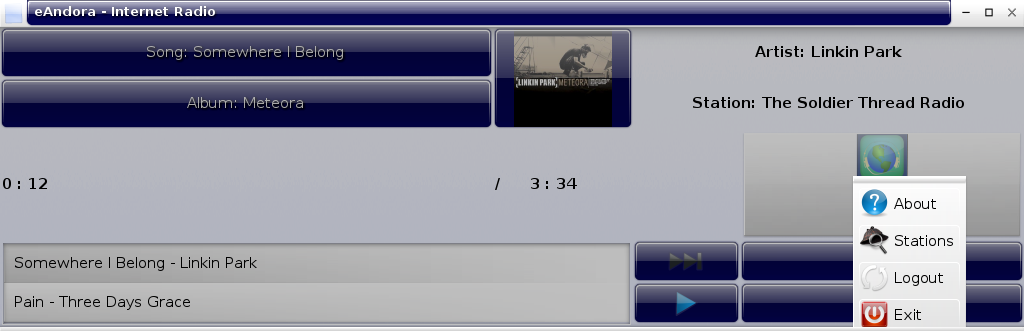 eAndora - Internet Radio
Song: Somewhere I Belong
Artist: Linkin Park
LINKIN PARK METEORA
Album: Meteora
Station: The Soldier Thread Radio
0 : 12 / 3 : 34
About
Stations
Logout
Exit
Somewhere I Belong - Linkin Park
Pain - Three Days Grace